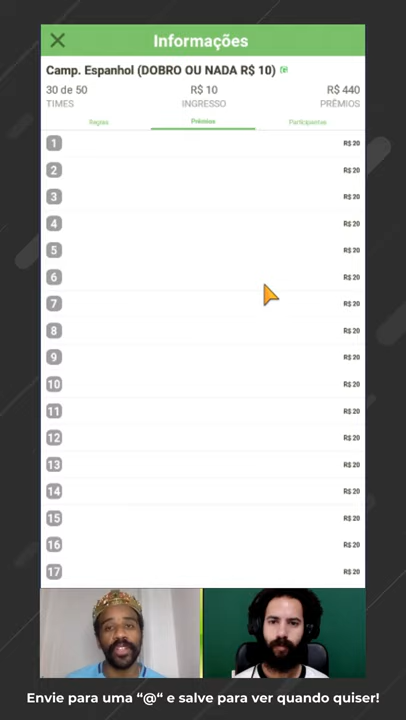 Informações
Camp. Espanhol (DOBRO OU NADA R$ 10)
30 de 50 R$ 10 R$ 440
TIMES INGRESSO PRÊMIOS
Regras Prêmios Participantes
1 R$ 20
2 R$ 20
3 R$ 20
4 R$ 20
5 R$ 20
6 R$ 20
7 R$ 20
8 R$ 20
9 R$ 20
10 R$ 20
11 R$ 20
12 R$ 20
13 R$ 20
14 R$ 20
15 R$ 20
16 R$ 20
17 R$ 20
Envie para uma “@“ e salve para ver quando quiser!